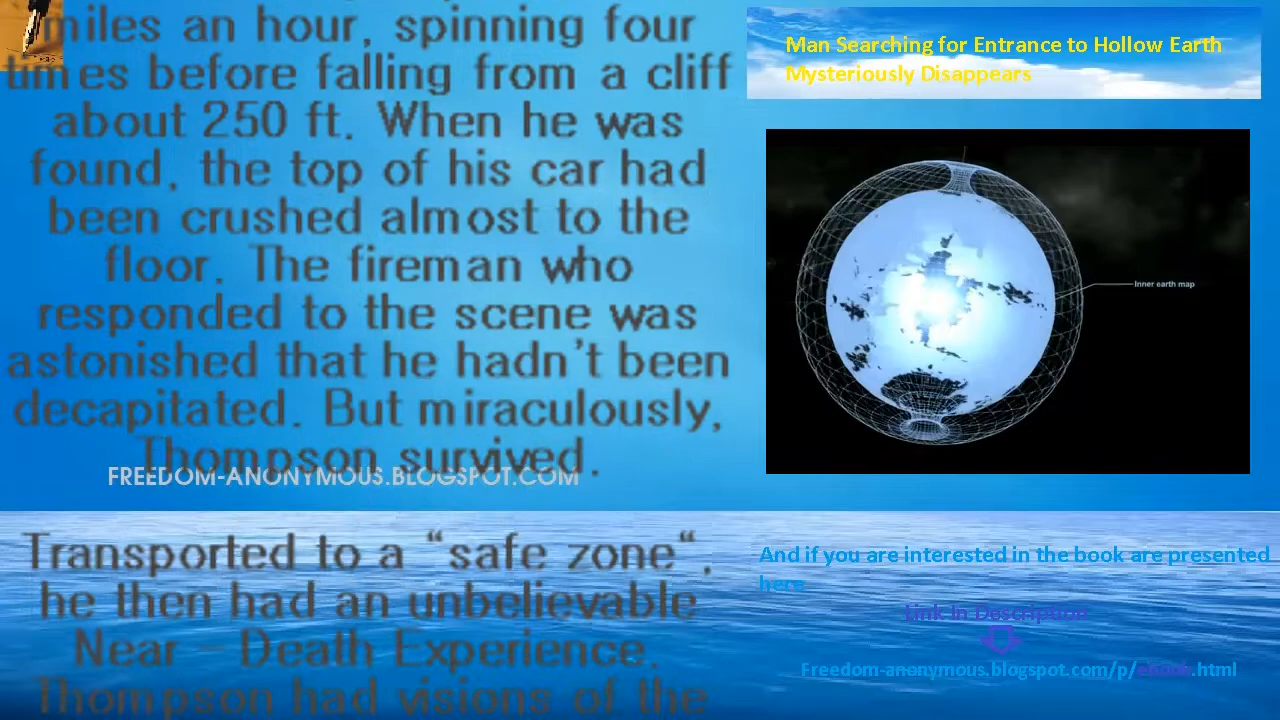 miles an hour, spinning four
times before falling from a cliff
about 250 ft. When he was
found, the top of his car had
been crushed almost to the
floor. The fireman who
responded to the scene was
astonished that he hadn't been
decapitated. But miraculously,
Thompson survived.
FREEDOM-ANONYMOUS.BLOGSPOT.COM
Transported to a “safe zone“,
he then had an unbelievable
Near – Death Experience.
Thompson had visions of the
Man Searching for Entrance to Hollow Earth
Mysteriously Disappears
Inner earth map
And if you are interested in the book are presented
here
Link In Description
Freedom-anonymous.blogspot.com/p/ebook.html